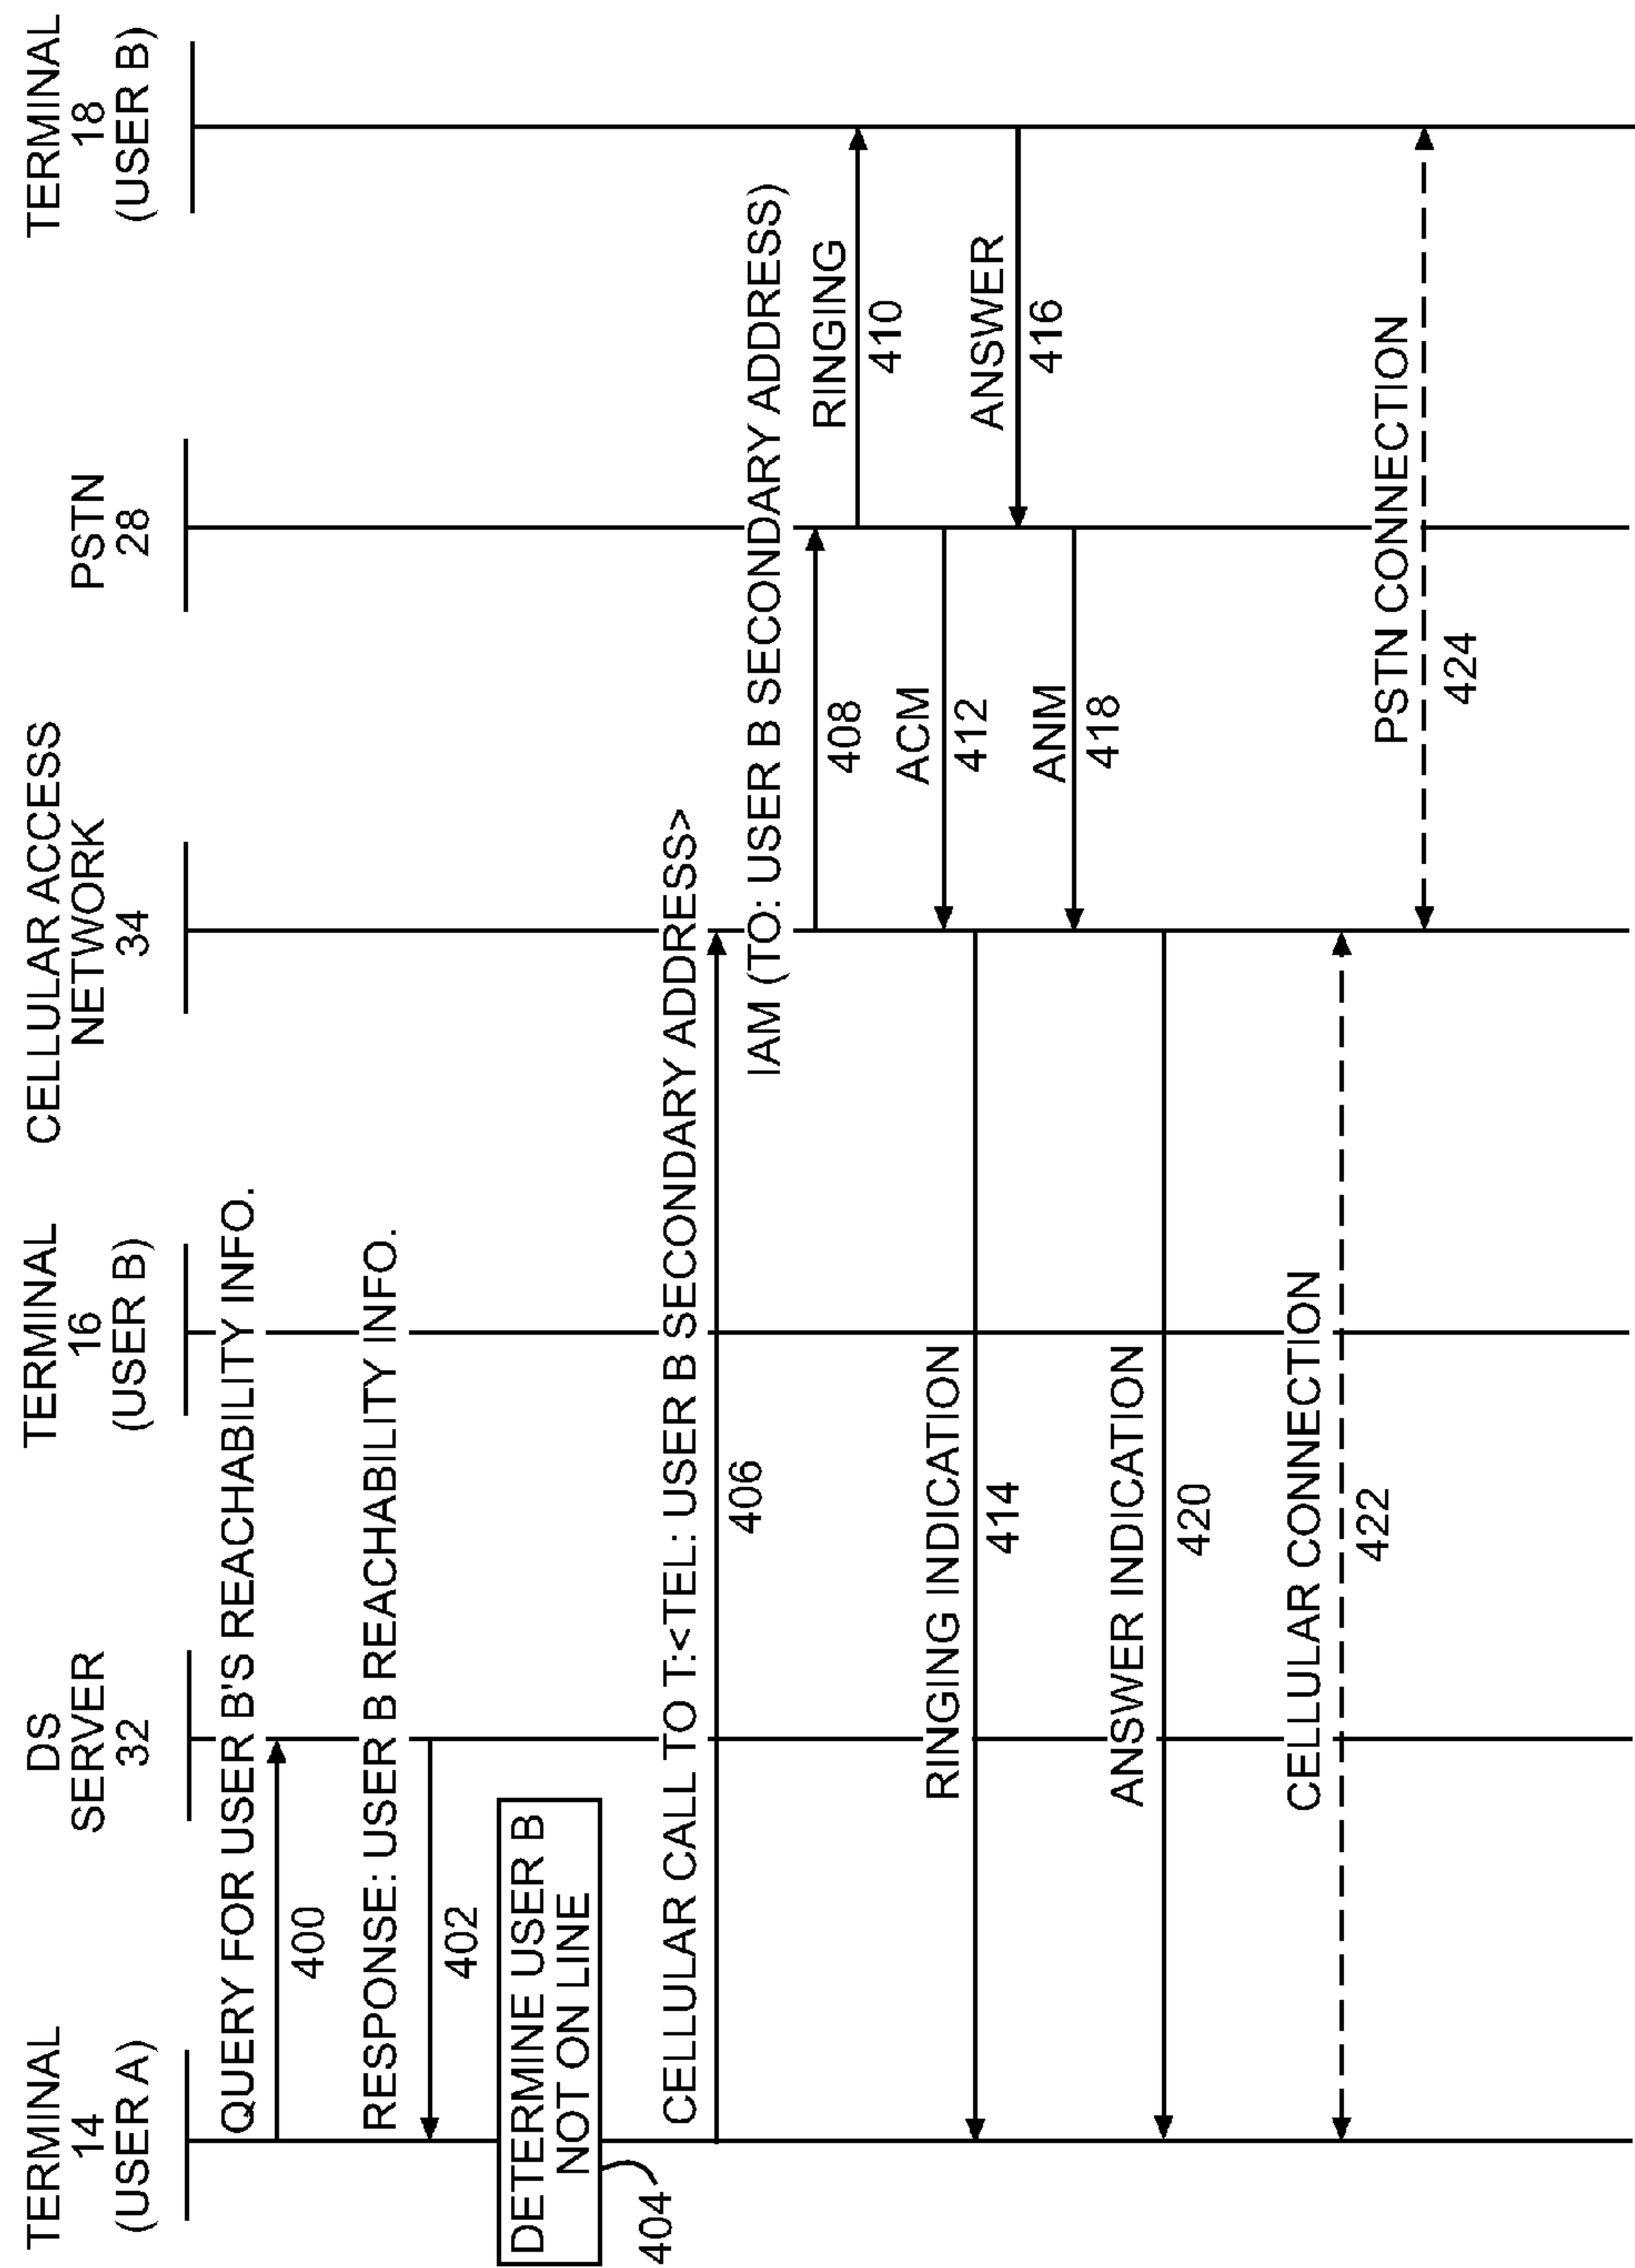 TERMINAL
14
(USER A)
DS
SERVER
32
TERMINAL
16
(USER B)
CELLULAR ACCESS
NETWORK
34
PSTN
28
TERMINAL
18
(USER B)
QUERY FOR USER B'S REACHABILITY INFO.
400
RESPONSE: USER B REACHABILITY INFO.
402
DETERMINE USER B
NOT ON LINE
404
CELLULAR CALL TO T:<TEL: USER B SECONDARY ADDRESS>
406
IAM (TO: USER B SECONDARY ADDRESS)
408
RINGING
410
ACM
412
RINGING INDICATION
414
ANSWER
416
ANM
418
ANSWER INDICATION
420
CELLULAR CONNECTION
422
PSTN CONNECTION
424